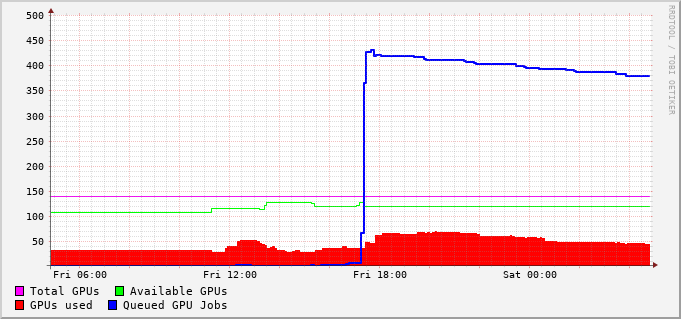 500
450
400
350
300
250
200
150
100
50
Fri 06:00 Fri 12:00 Fri 18:00 Sat 00:00
Total GPUs Available GPUs
GPUs used Queued GPU Jobs
RRDTOOL / TOBI OETIKER